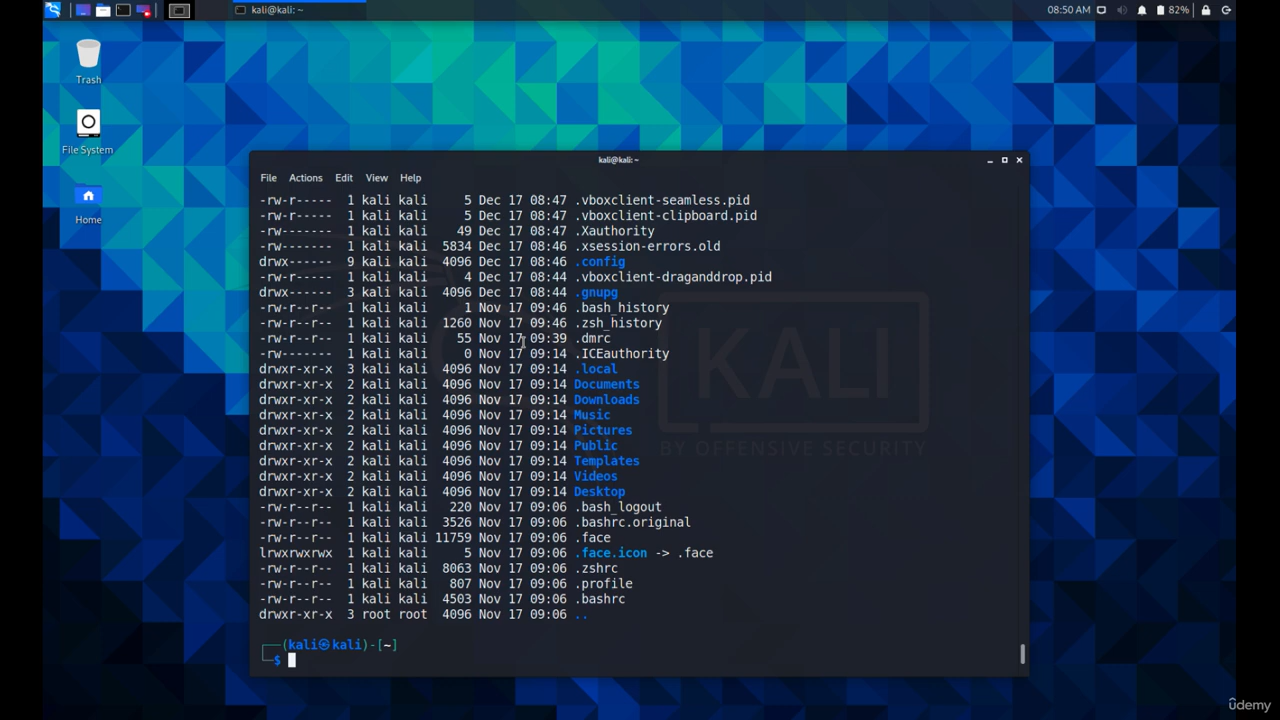 kali@kali: ~
08:50 AM
82%
Trash
File System
Home
kali@kali: ~
File Actions Edit View Help
-rw-r----- 1 kali kali 5 Dec 17 08:47 .vboxclient-seamless.pid
-rw-r----- 1 kali kali 5 Dec 17 08:47 .vboxclient-clipboard.pid
-rw------- 1 kali kali 49 Dec 17 08:47 .Xauthority
-rw------- 1 kali kali 5834 Dec 17 08:46 .xsession-errors.old
drwx------ 9 kali kali 4096 Dec 17 08:46 .config
-rw-r----- 1 kali kali 4 Dec 17 08:44 .vboxclient-draganddrop.pid
drwx------ 3 kali kali 4096 Dec 17 08:44 .gnupg
-rw-r--r-- 1 kali kali 1 Nov 17 09:46 .bash_history
-rw-r--r-- 1 kali kali 1260 Nov 17 09:46 .zsh_history
-rw-r--r-- 1 kali kali 55 Nov 17 09:39 .dmrc
-rw------- 1 kali kali 0 Nov 17 09:14 .ICEauthority
drwxr-xr-x 3 kali kali 4096 Nov 17 09:14 .local
drwxr-xr-x 2 kali kali 4096 Nov 17 09:14 Documents
drwxr-xr-x 2 kali kali 4096 Nov 17 09:14 Downloads
drwxr-xr-x 2 kali kali 4096 Nov 17 09:14 Music
drwxr-xr-x 2 kali kali 4096 Nov 17 09:14 Pictures
drwxr-xr-x 2 kali kali 4096 Nov 17 09:14 Public
drwxr-xr-x 2 kali kali 4096 Nov 17 09:14 Templates
drwxr-xr-x 2 kali kali 4096 Nov 17 09:14 Videos
drwxr-xr-x 2 kali kali 4096 Nov 17 09:14 Desktop
-rw-r--r-- 1 kali kali 220 Nov 17 09:06 .bash_logout
-rw-r--r-- 1 kali kali 3526 Nov 17 09:06 .bashrc.original
-rw-r--r-- 1 kali kali 11759 Nov 17 09:06 .face
lrwxrwxrwx 1 kali kali 5 Nov 17 09:06 .face.icon -> .face
-rw-r--r-- 1 kali kali 8063 Nov 17 09:06 .zshrc
-rw-r--r-- 1 kali kali 807 Nov 17 09:06 .profile
-rw-r--r-- 1 kali kali 4503 Nov 17 09:06 .bashrc
drwxr-xr-x 3 root root 4096 Nov 17 09:06 ..
┌──(kali㉿kali)-[~]
└─$
KALI
BY OFFENSIVE SECURITY
ûdemy